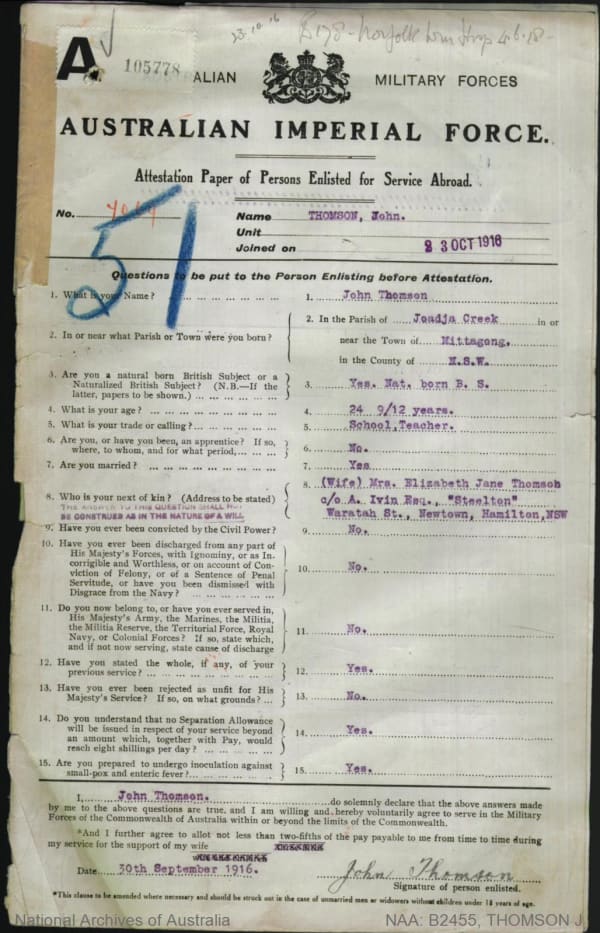 23.10.16
4.6.18
A
105778
ALIAN MILITARY FORCES
AUSTRALIAN IMPERIAL FORCE.
Attestation Paper of Persons Enlisted for Service Abroad.
No.
51
Name THOMSON, John.
Unit
Joined on 23 OCT 1916
Questions to be put to the Person Enlisting before Attestation.
1. What is your Name? ... 1. John Thomson
2. In or near what Parish or Town were you born? ... 2. In the Parish of Joadja Creek in or
near the Town of Mittagong.
in the County of N.S.W.
3. Are you a natural born British Subject or a
Naturalized British Subject? (N.B.—If the
latter, papers to be shown.) ... 3. Yes. Nat. born B. S.
4. What is your age? ... 4. 24 9/12 years.
5. What is your trade or calling? ... 5. School,Teacher.
6. Are you, or have you been, an apprentice? If so,
where, to whom, and for what period, ... 6. No.
7. Are you married? ... 7. Yes
8. Who is your next of kin? (Address to be stated)
THE ANSWER TO THIS QUESTION SHALL NOT
BE CONSTRUED AS IN THE NATURE OF A WILL
8. (Wife) Mrs. Elizabeth Jane Thomson
c/o A. Ivin Esq., "Steelton"
Waratah St., Newtown, Hamilton,NSW
9. Have you ever been convicted by the Civil Power? 9. No.
10. Have you ever been discharged from any part of
His Majesty's Forces, with Ignominy, or as In-
corrigible and Worthless, or on account of Con-
viction of Felony, or of a Sentence of Penal
Servitude, or have you been dismissed with
Disgrace from the Navy? ... 10. No.
11. Do you now belong to, or have you ever served in,
His Majesty's Army, the Marines, the Militia,
the Militia Reserve, the Territorial Force, Royal
Navy, or Colonial Forces? If so, state which,
and if not now serving, state cause of discharge 11. No.
12. Have you stated the whole, if any, of your
previous service? ... 12. Yes.
13. Have you ever been rejected as unfit for His
Majesty's Service? If so, on what grounds? ... 13. No.
14. Do you understand that no Separation Allowance
will be issued in respect of your service beyond
an amount which, together with Pay, would
reach eight shillings per day? ... 14. Yes.
15. Are you prepared to undergo inoculation against
small-pox and enteric fever? ... 15. Yes.
I, John Thomson. do solemnly declare that the above answers made
by me to the above questions are true, and I am willing and hereby voluntarily agree to serve in the Military
Forces of the Commonwealth of Australia within or beyond the limits of the Commonwealth.
*And I further agree to allot not less than two-fifths of the pay payable to me from time to time during
my service for the support of my wife
Date 30th September 1916.
John Thomson
Signature of person enlisted.
*This clause to be amended where necessary and should be struck out in the case of unmarried men or widowers without children under 18 years of age.
National Archives of Australia NAA: B2455, THOMSON J